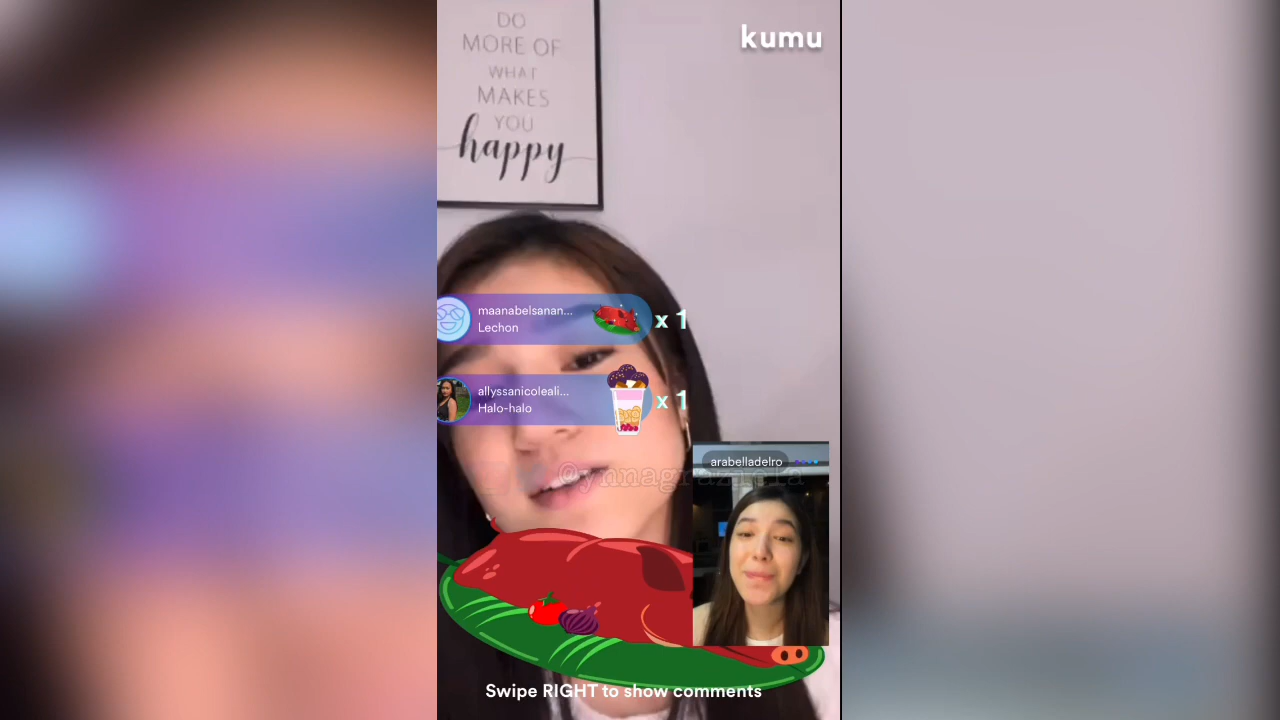 DO
MORE OF
WHAT
MAKES
YOU
happy
kumu
maanabelsanan...
Lechon
x 1
allyssanicoleali...
Halo-halo
x 1
arabelladelro
@ynnagraziela
Swipe RIGHT to show comments